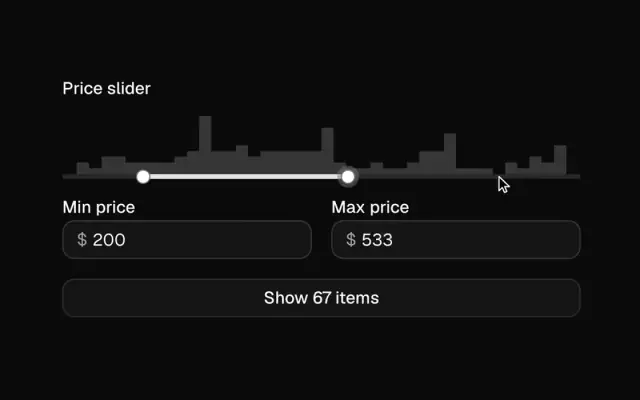 Price slider
Min price
Max price
$ 200
$ 533
Show 67 items